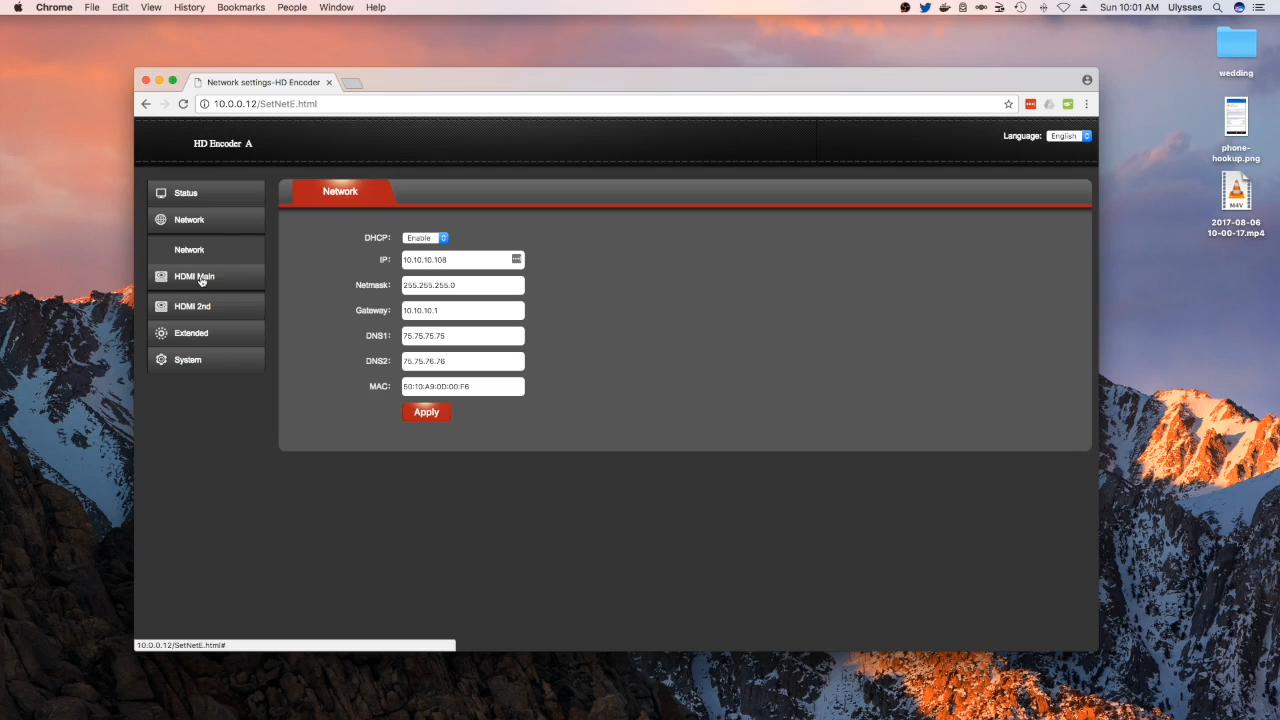 Chrome File Edit View History Bookmarks People Window Help
Sun 10:01 AM Ulysses
wedding
phone-
hookup.png
M4V
2017-08-06
10-00-17.mp4
Network settings-HD Encoder
10.0.0.12/SetNetE.html
HD Encoder A
Language: English
Status
Network
Network
HDMI Main
HDMI 2nd
Extended
System
Network
DHCP: Enable
IP: 10.10.10.108
Netmask: 255.255.255.0
Gateway: 10.10.10.1
DNS1: 75.75.75.75
DNS2: 75.75.76.76
MAC: 50:10:A9:0D:00:F6
Apply
10.0.0.12/SetNetE.html#